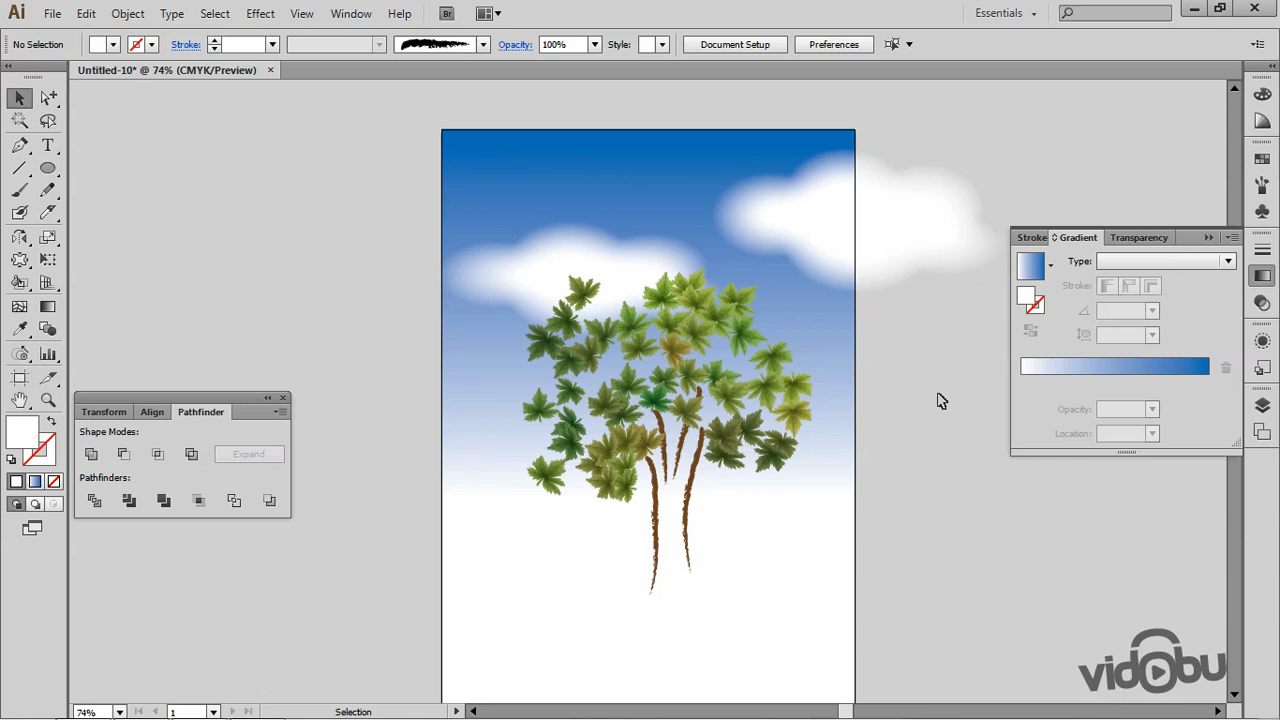 Ai File Edit Object Type Select Effect View Window Help Br Essentials
No Selection Stroke: Opacity: 100% Style: Document Setup Preferences
Untitled-10* @ 74% (CMYK/Preview)
Stroke Gradient Transparency
Type:
Stroke:
Opacity:
Location:
Transform Align Pathfinder
Shape Modes:
Expand
Pathfinders:
vidobu
74% 1 Selection